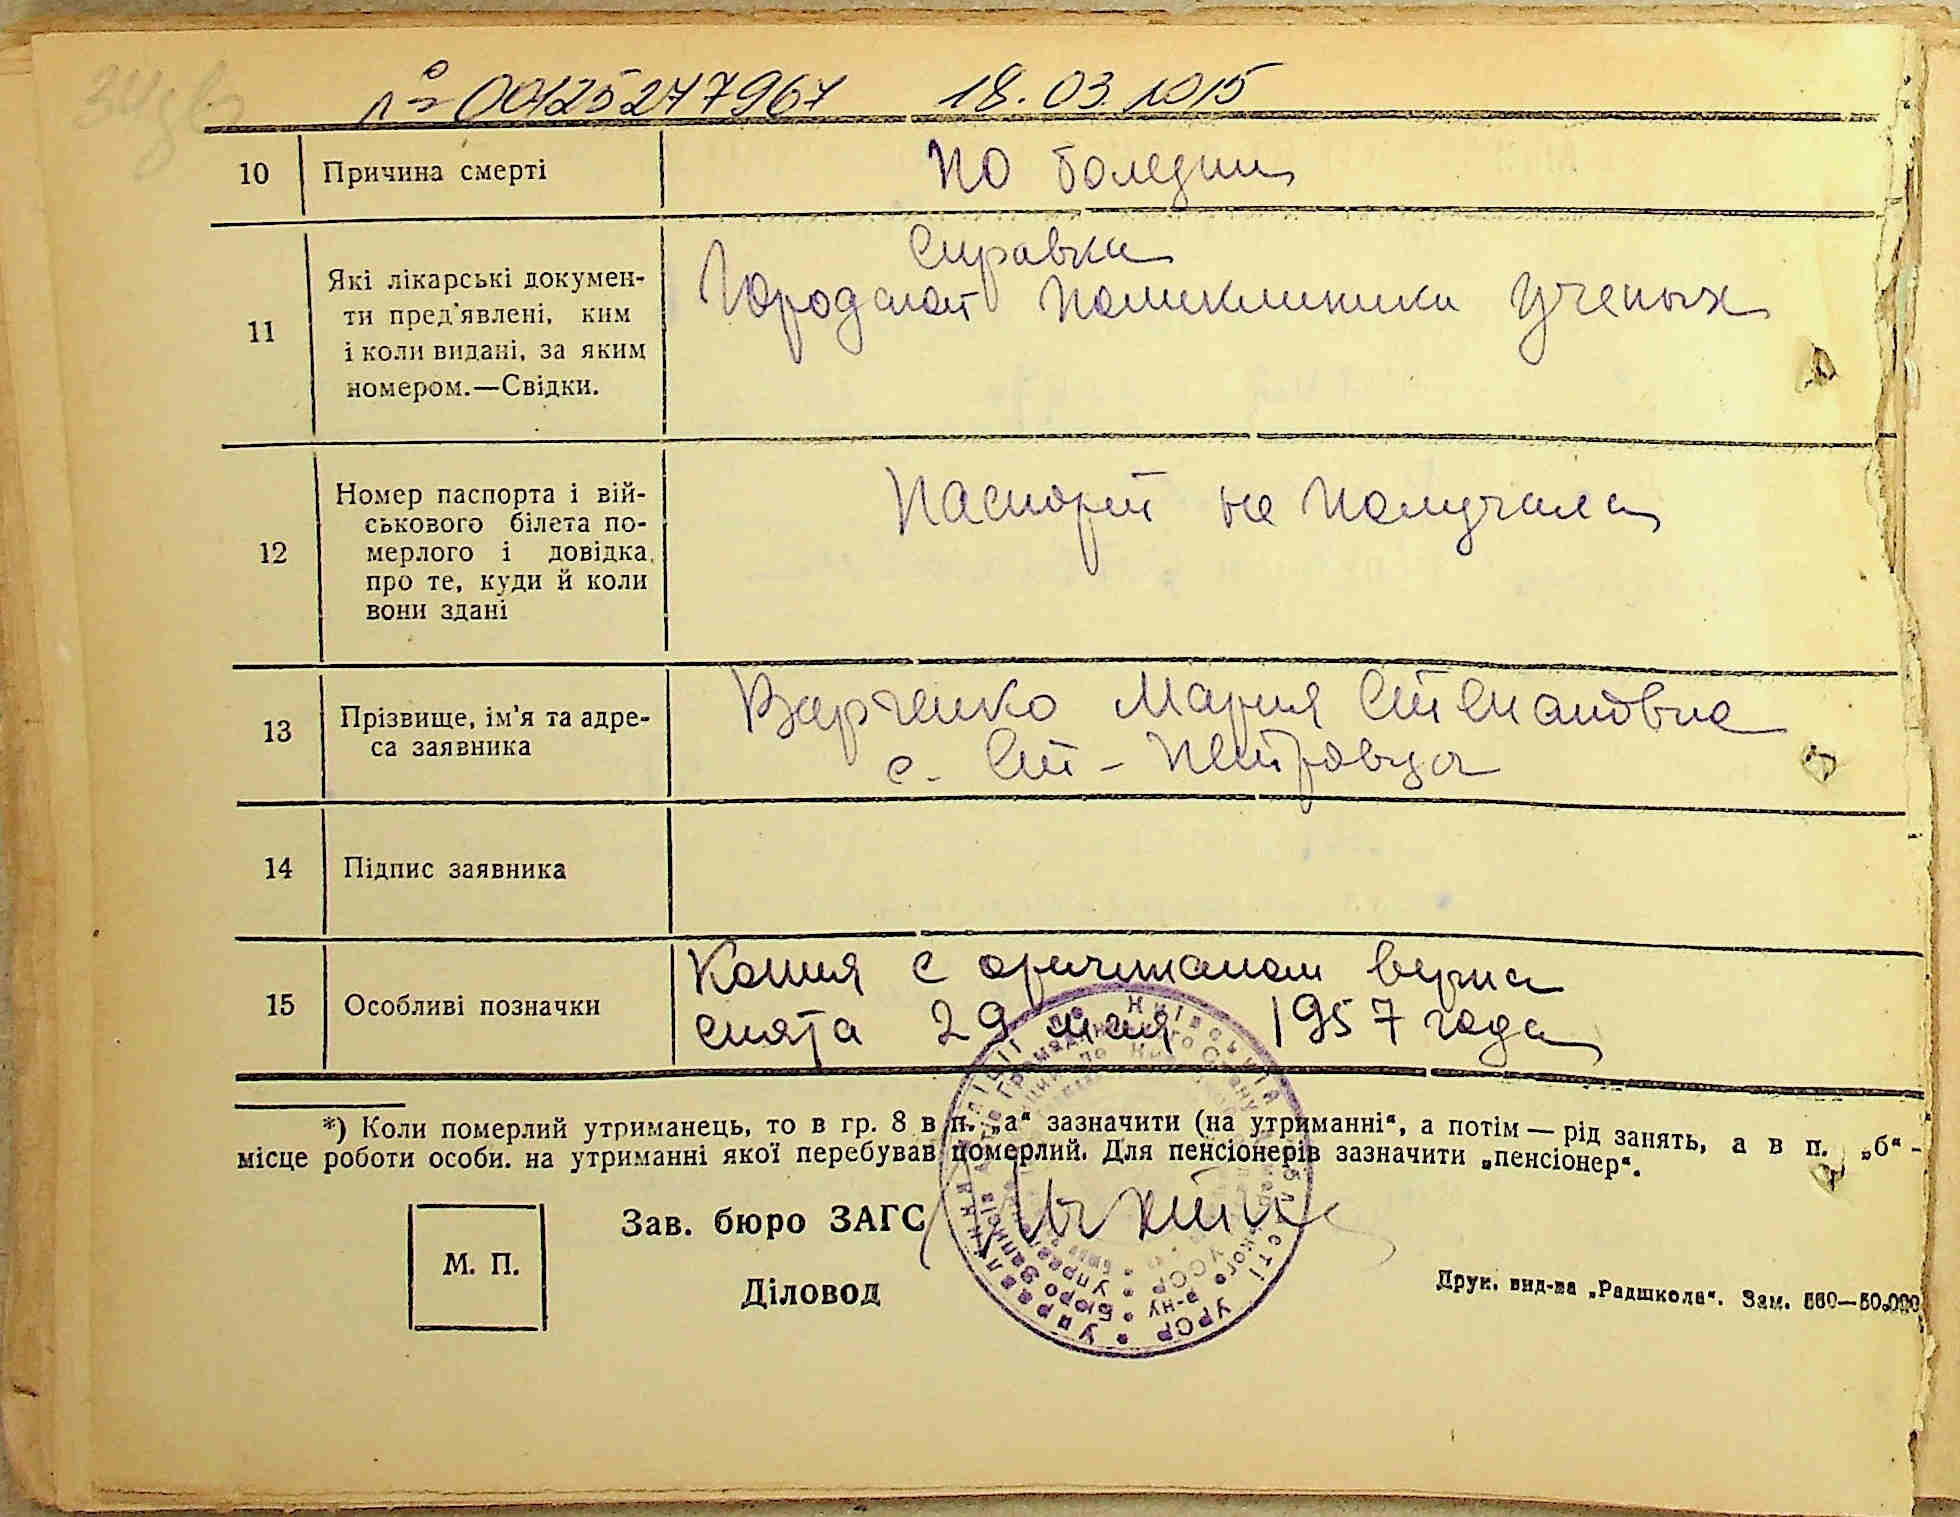 № 00125277967 18.03.2015
10 Причина смерті по болезни
Справка
Городской поликлиники Ученых
11 Які лікарські докумен-
ти пред'явлені, ким
і коли видані, за яким
номером.—Свідки.
12 Номер паспорта і вій-
ськового білета по-
мерлого і довідка,
про те, куди й коли
вони здані
Паспорт не получала
13 Прізвище, ім'я та адре-
са заявника
Варченко Мария Степановна
с. Ст-Петровцы
14 Підпис заявника
15 Особливі позначки
Копия с оригиналом верна
снята 29 мая 1957 года
*) Коли померлий утриманець, то в гр. 8 в п. „а“ зазначити (на утриманні“, а потім — рід занять, а в п. „б“ -
місце роботи особи. на утриманні якої перебував померлий. Для пенсіонерів зазначити „пенсіонер“.
Зав. бюро ЗАГС
М. П.
Діловод
Друк. вид-ва „Радшкола“. Зам. 560—50.000